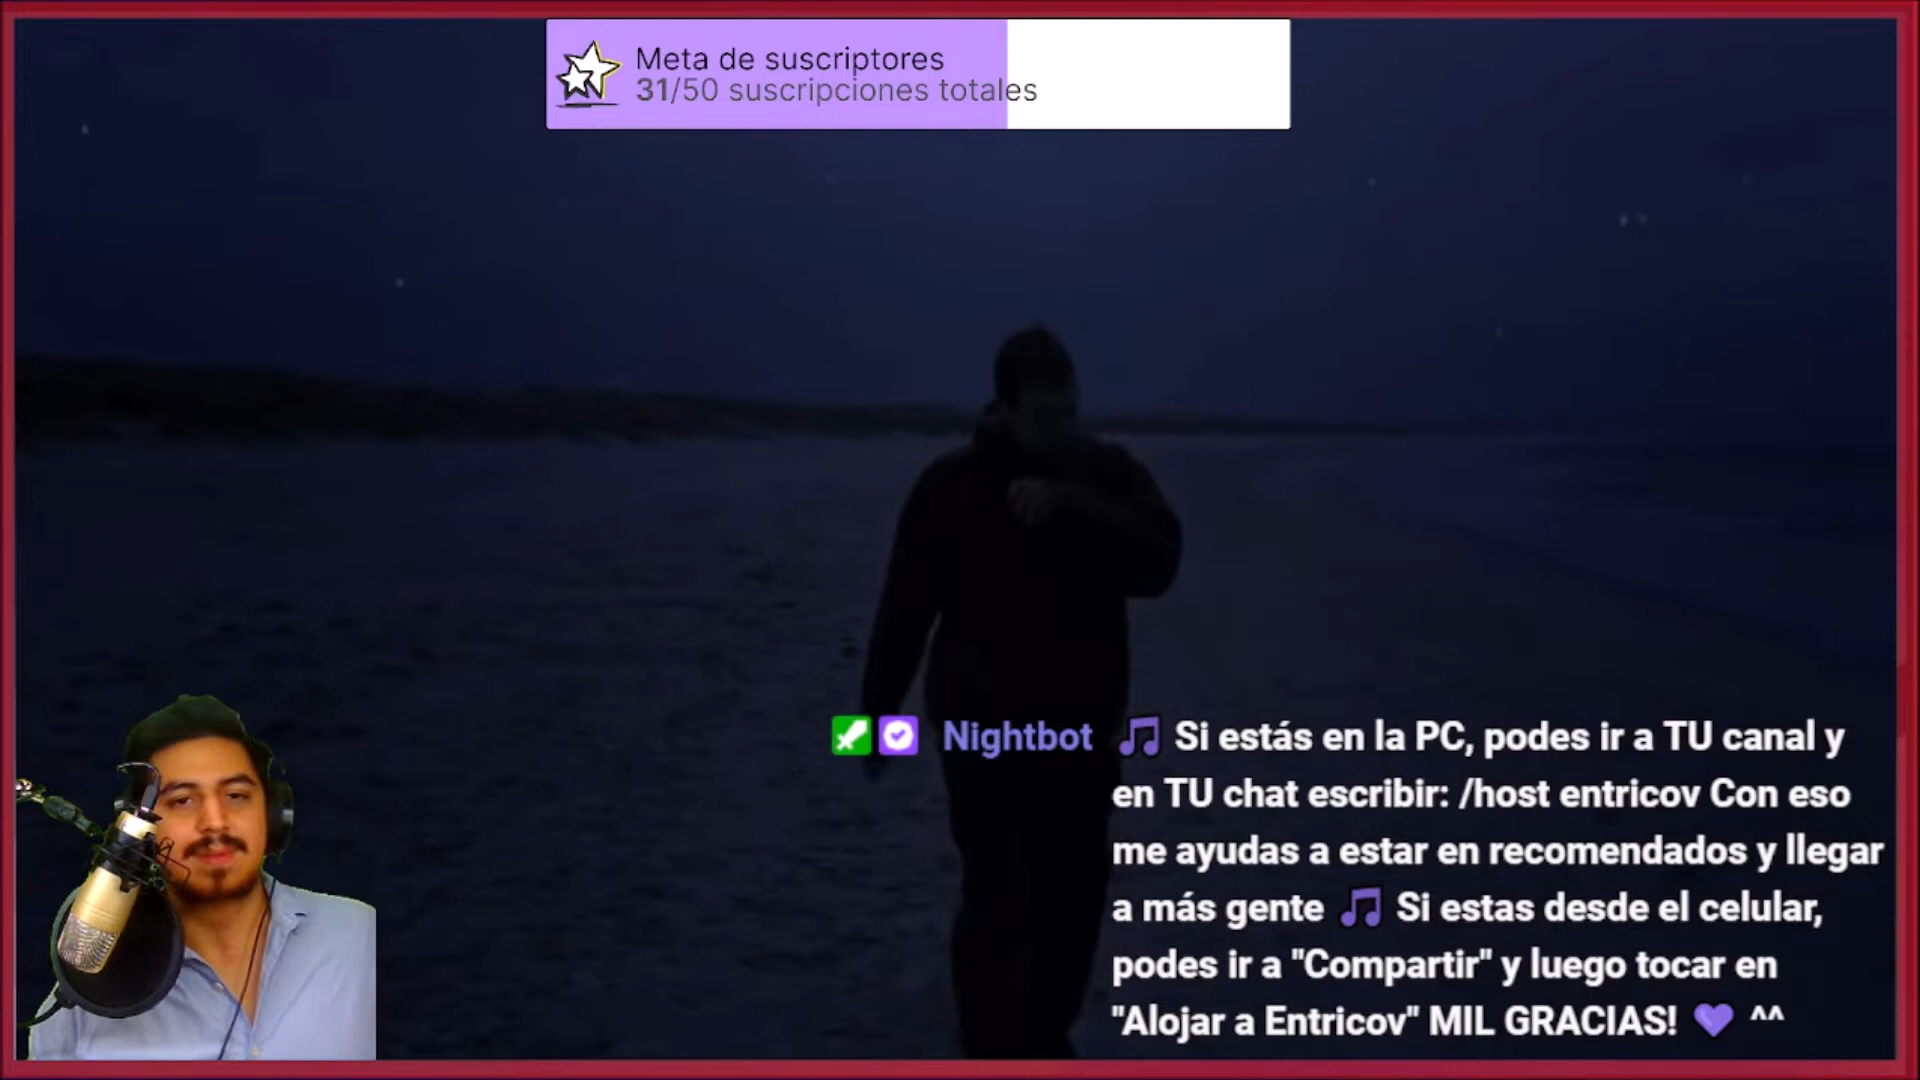 Meta de suscriptores
31/50 suscripciones totales
Nightbot 🎵 Si estás en la PC, podes ir a TU canal y
en TU chat escribir: /host entricov Con eso
me ayudas a estar en recomendados y llegar
a más gente 🎵 Si estas desde el celular,
podes ir a "Compartir" y luego tocar en
"Alojar a Entricov" MIL GRACIAS! 💜 ^^